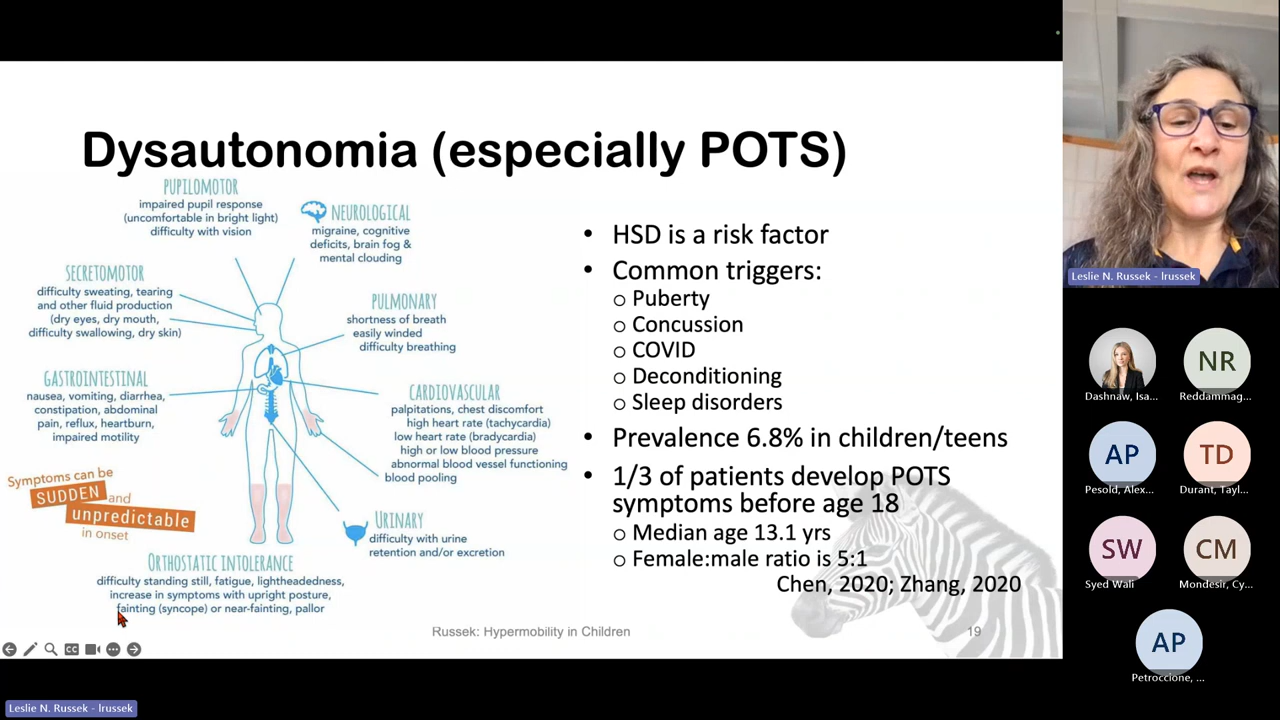 Dysautonomia (especially POTS)
PUPILOMOTOR
impaired pupil response
(uncomfortable in bright light)
difficulty with vision
NEUROLOGICAL
migraine, cognitive
deficits, brain fog &
mental clouding
SECRETOMOTOR
difficulty sweating, tearing
and other fluid production
(dry eyes, dry mouth,
difficulty swallowing, dry skin)
PULMONARY
shortness of breath
easily winded
difficulty breathing
GASTROINTESTINAL
nausea, vomiting, diarrhea,
constipation, abdominal
pain, reflux, heartburn,
impaired motility
CARDIOVASCULAR
palpitations, chest discomfort
high heart rate (tachycardia)
low heart rate (bradycardia)
high or low blood pressure
abnormal blood vessel functioning
blood pooling
Symptoms can be
SUDDEN and
unpredictable
in onset
URINARY
difficulty with urine
retention and/or excretion
ORTHOSTATIC INTOLERANCE
difficulty standing still, fatigue, lightheadedness,
increase in symptoms with upright posture,
fainting (syncope) or near-fainting, pallor
• HSD is a risk factor
• Common triggers:
o Puberty
o Concussion
o COVID
o Deconditioning
o Sleep disorders
• Prevalence 6.8% in children/teens
• 1/3 of patients develop POTS
symptoms before age 18
o Median age 13.1 yrs
o Female:male ratio is 5:1
Chen, 2020; Zhang, 2020
Russek: Hypermobility in Children
19
CC
Leslie N. Russek - lrussek
Leslie N. Russek - lrussek
Dashnaw, Isa...
NR
Reddammag...
AP
Pesold, Alex...
TD
Durant, Tayl...
SW
Syed Wali
CM
Mondesir, Cy...
AP
Petroccione, ...